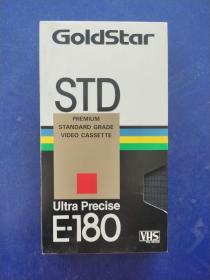 GoldStar
STD
PREMIUM
STANDARD GRADE
VIDEO CASSETTE
Ultra Precise
E-180
VHS